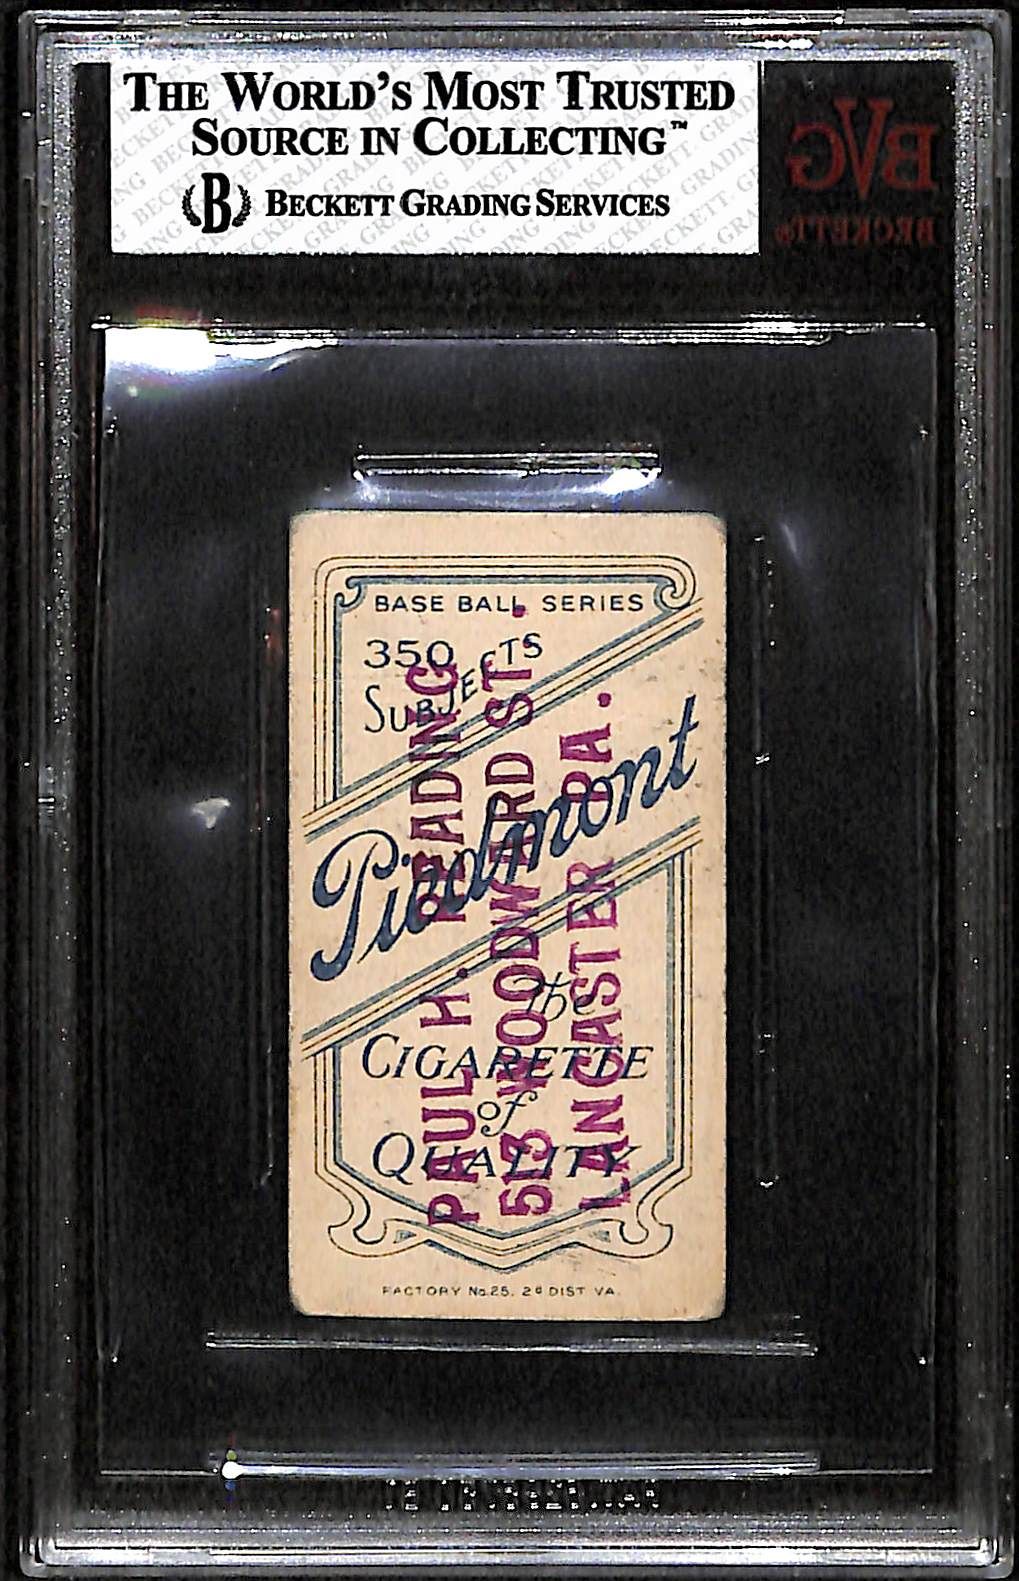 THE WORLD'S MOST TRUSTED
SOURCE IN COLLECTING™
B BECKETT GRADING SERVICES
BVG
BECKETT®
BASE BALL SERIES
350
SUBJECTS
Piedmont
the
CIGARETTE
of
QUALITY
FACTORY No. 25, 2d DIST VA.
PAUL H. READING
513 WOODWARD ST.
LANCASTER PA.